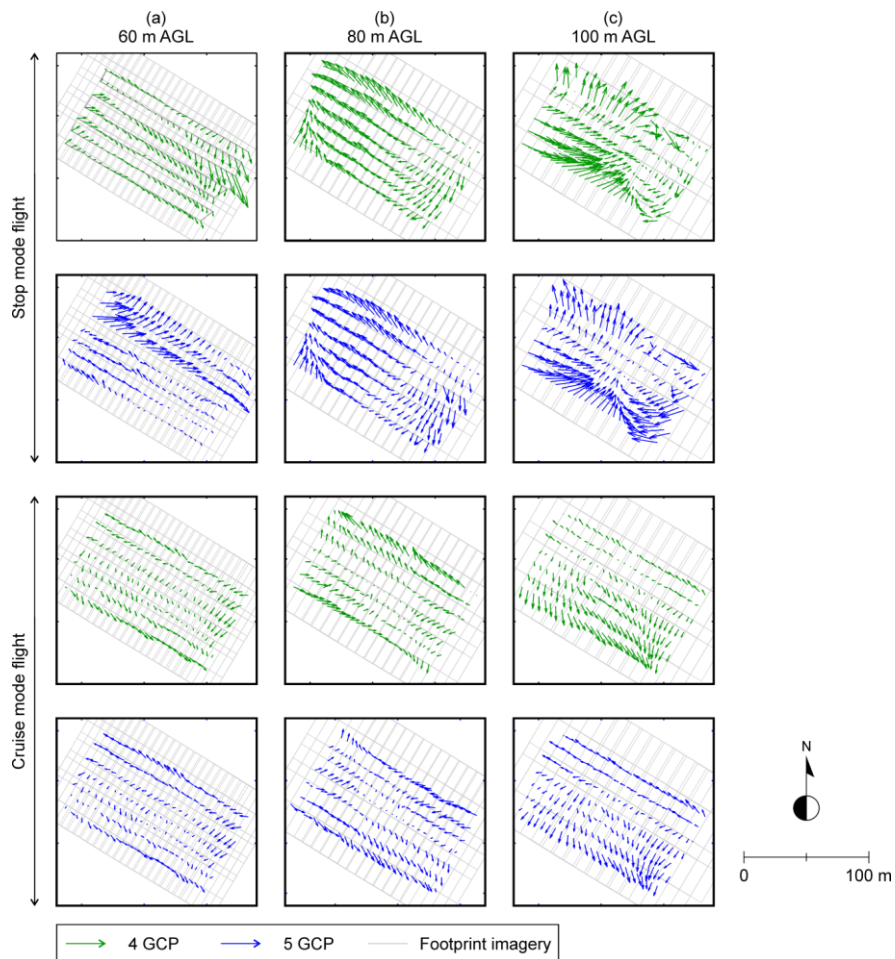 (a) (b) (c)
60 m AGL 80 m AGL 100 m AGL
Stop mode flight
Cruise mode flight
N
0 100 m
4 GCP 5 GCP Footprint imagery